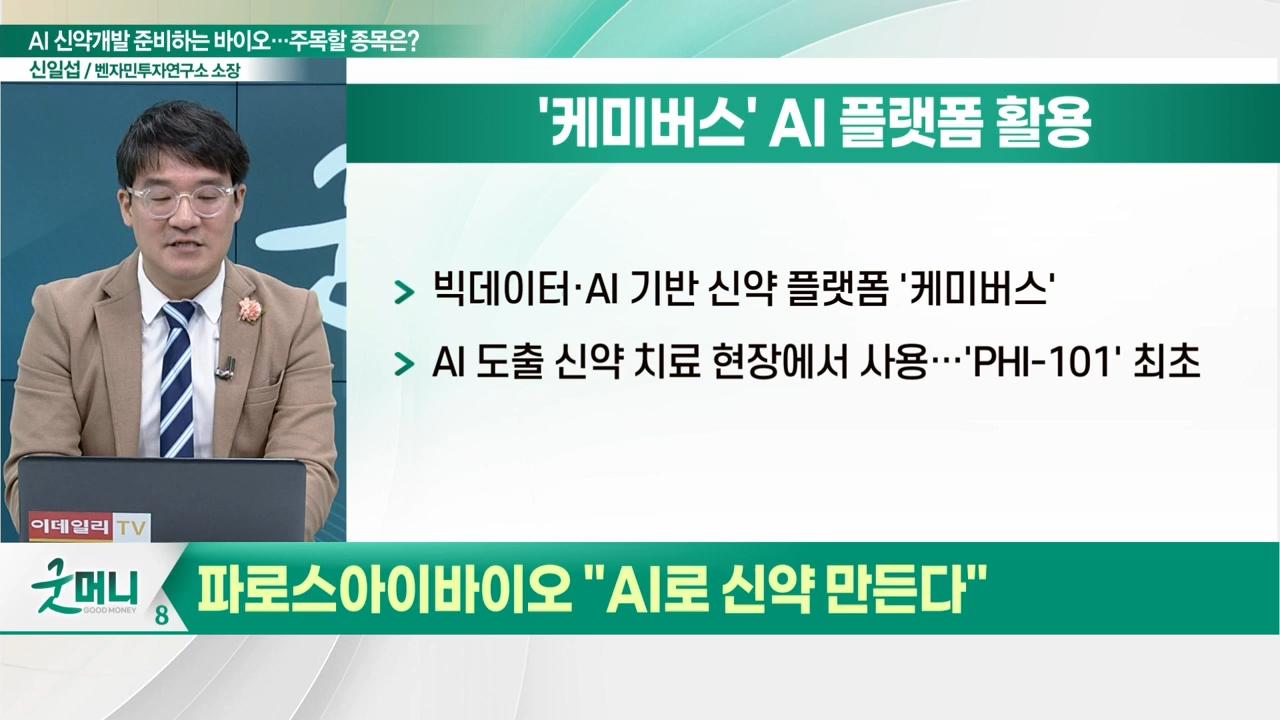 AI 신약개발 준비하는 바이오…주목할 종목은?
신일섭 / 벤자민투자연구소 소장
'케미버스' AI 플랫폼 활용
> 빅데이터·AI 기반 신약 플랫폼 '케미버스'
> AI 도출 신약 치료 현장에서 사용…'PHI-101' 최초
이데일리 TV
굿머니
GOOD MONEY
8
파로스아이바이오 "AI로 신약 만든다"